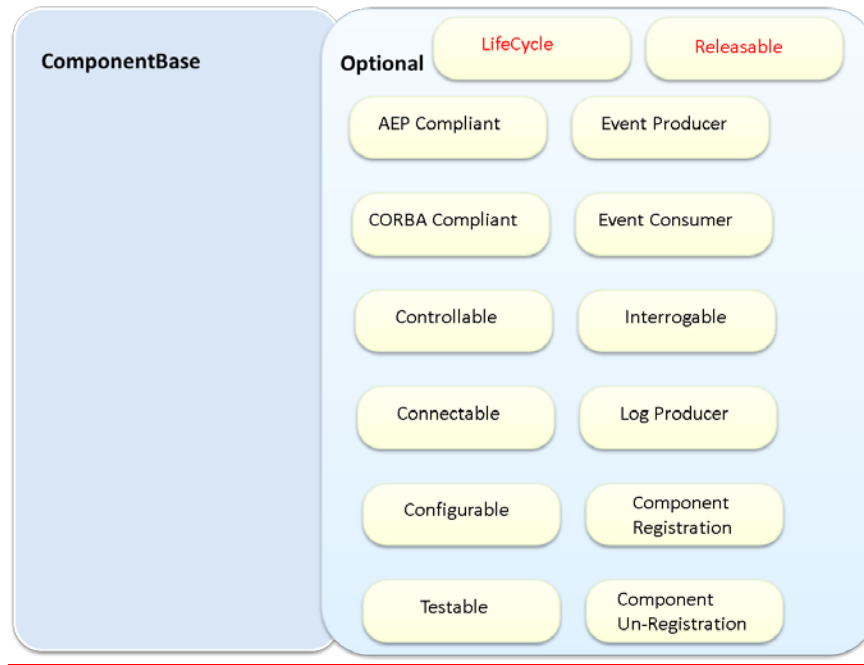 ComponentBase
Optional
LifeCycle
Releasable
AEP Compliant
Event Producer
CORBA Compliant
Event Consumer
Controllable
Interrogable
Connectable
Log Producer
Configurable
Component
Registration
Testable
Component
Un-Registration